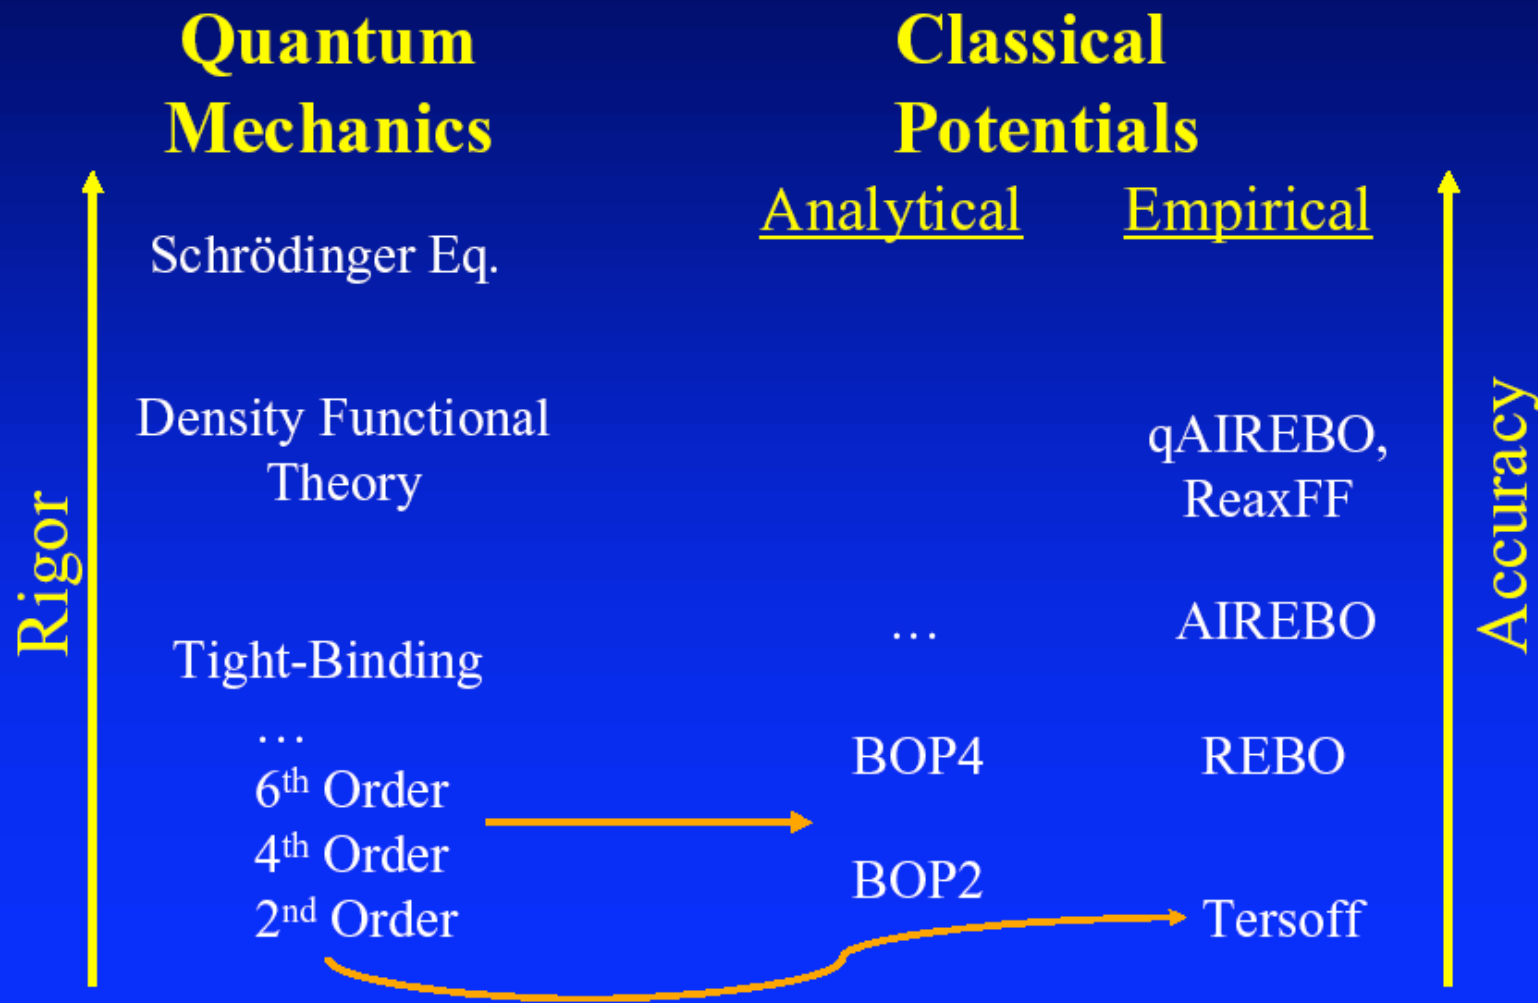 Quantum
Mechanics
Classical
Potentials
Analytical
Empirical
Rigor
Schrödinger Eq.
Density Functional
Theory
Tight-Binding
…
6th Order
4th Order
2nd Order
…
BOP4
BOP2
qAIREBO,
ReaxFF
AIREBO
REBO
Tersoff
Accuracy